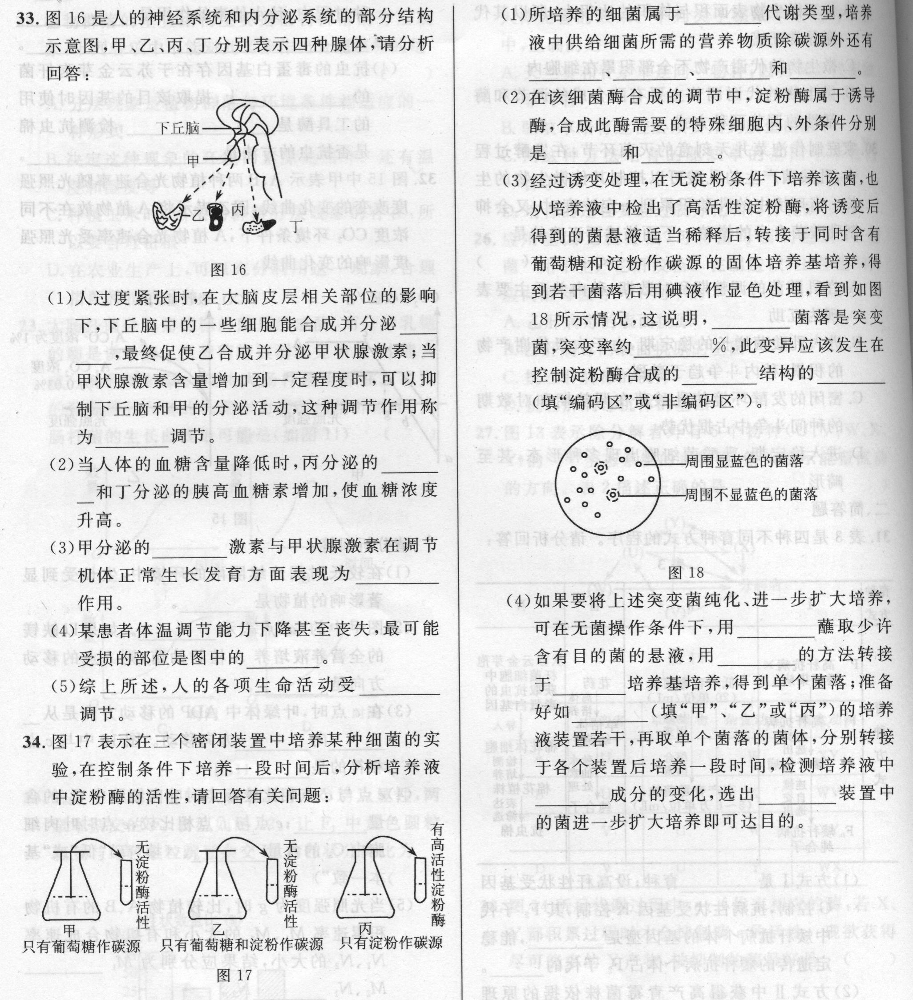 33. 图 16 是人的神经系统和内分泌系统的部分结构
示意图,甲、乙、丙、丁分别表示四种腺体,请分析
回答:
下丘脑
甲
乙
丙
丁
图 16
(1)人过度紧张时,在大脑皮层相关部位的影响
下,下丘脑中的一些细胞能合成并分泌____
____,最终促使乙合成并分泌甲状腺激素;当
甲状腺激素含量增加到一定程度时,可以抑
制下丘脑和甲的分泌活动,这种调节作用称
为________调节。
(2)当人体的血糖含量降低时,丙分泌的______
__和丁分泌的胰高血糖素增加,使血糖浓度
升高。
(3)甲分泌的________激素与甲状腺激素在调节
机体正常生长发育方面表现为________
作用。
(4)某患者体温调节能力下降甚至丧失,最可能
受损的部位是图中的________。
(5)综上所述,人的各项生命活动受________
调节。
34. 图 17 表示在三个密闭装置中培养某种细菌的实
验,在控制条件下培养一段时间后,分析培养液
中淀粉酶的活性,请回答有关问题:
无淀粉酶活性
甲
只有葡萄糖作碳源
无淀粉酶活性
乙
只有葡萄糖和淀粉作碳源
有高活性淀粉酶
丙
只有淀粉作碳源
图 17
(1)所培养的细菌属于________代谢类型,培养
液中供给细菌所需的营养物质除碳源外还有
________、________、________和________。
(2)在该细菌酶合成的调节中,淀粉酶属于诱导
酶,合成此酶需要的特殊细胞内、外条件分别
是________和________。
(3)经过诱变处理,在无淀粉条件下培养该菌,也
从培养液中检出了高活性淀粉酶,将诱变后
得到的菌悬液适当稀释后,转接于同时含有
葡萄糖和淀粉作碳源的固体培养基培养,得
到若干菌落后用碘液作显色处理,看到如图
18 所示情况,这说明,________菌落是突变
菌,突变率约________%,此变异应该发生在
控制淀粉酶合成的________结构的________
(填“编码区”或“非编码区”)。
周围显蓝色的菌落
周围不显蓝色的菌落
图 18
(4)如果要将上述突变菌纯化、进一步扩大培养,
可在无菌操作条件下,用________蘸取少许
含有目的菌的悬液,用________的方法转接
于________培养基培养,得到单个菌落;准备
好如________(填“甲”、“乙”或“丙”)的培养
液装置若干,再取单个菌落的菌体,分别转接
于各个装置后培养一段时间,检测培养液中
________成分的变化,选出________装置中
的菌进一步扩大培养即可达目的。